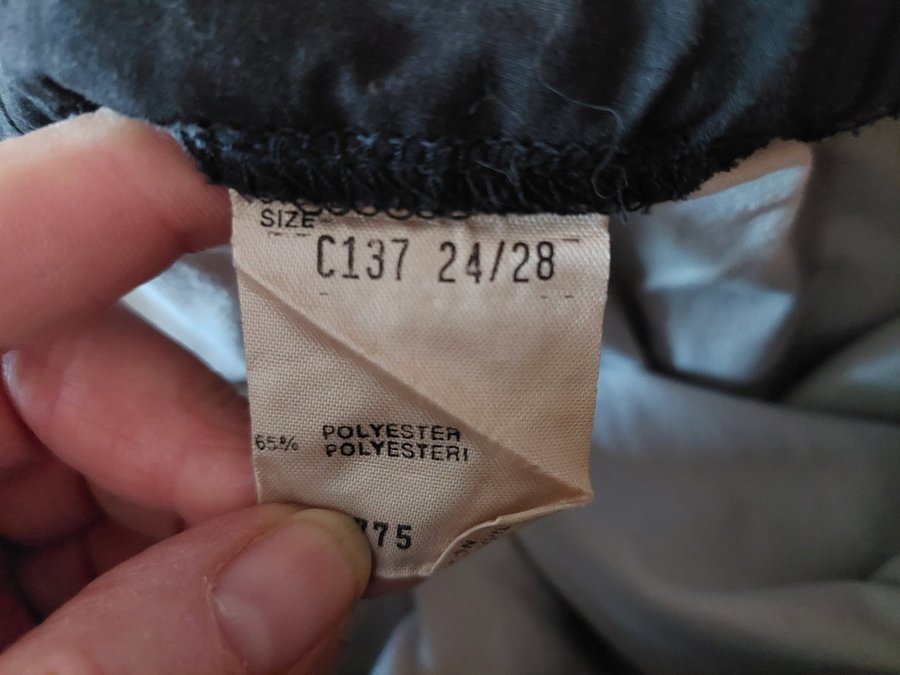 SIZE
C137 24/28
65% POLYESTER
POLYESTERI
775